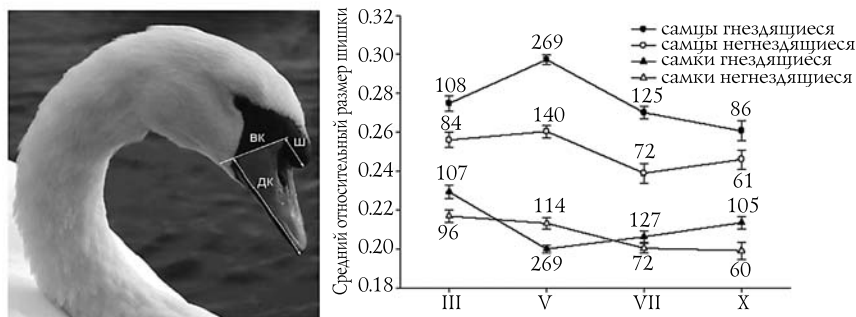 ВК
Ш
ДК
Средний относительный размер шишки
0.32
0.30
0.28
0.26
0.24
0.22
0.20
0.18
самцы гнездящиеся
самцы негнездящиеся
самки гнездящиеся
самки негнездящиеся
108
269
125
86
84
140
72
61
107
114
127
105
96
269
72
60
III
V
VII
X